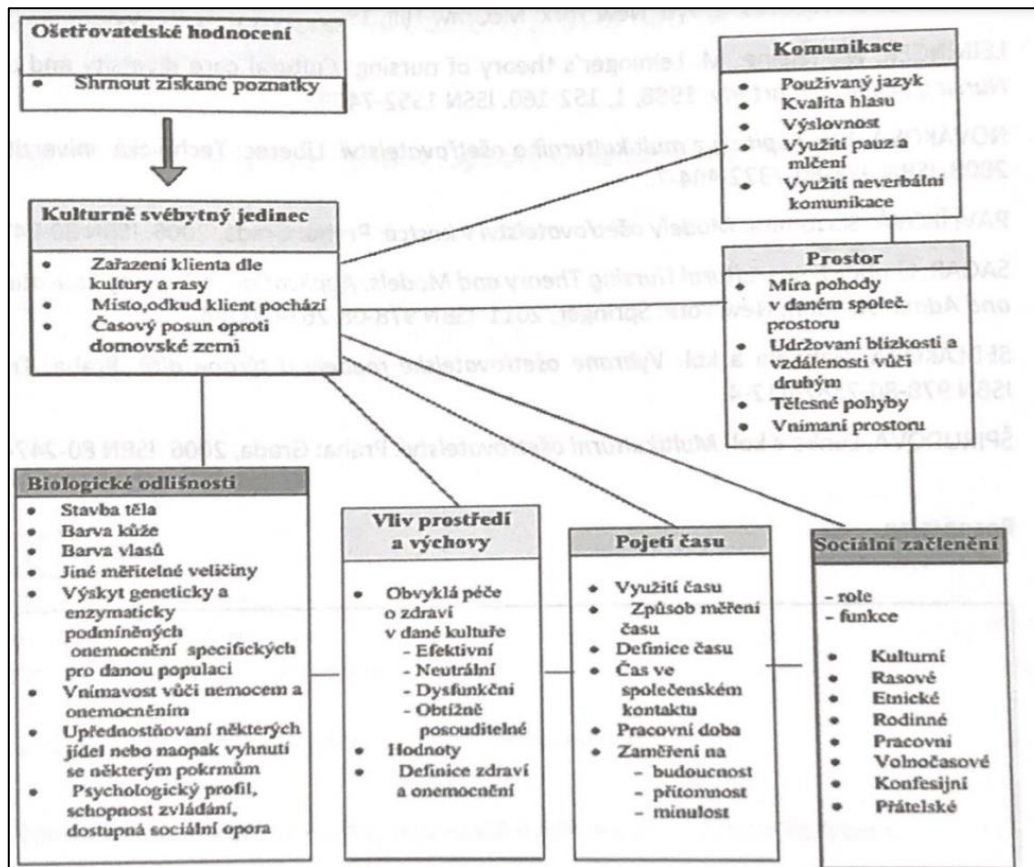 Ošetřovatelské hodnocení
• Shrnout získané poznatky
Kulturně svébytný jedinec
• Zařazení klienta dle
kultury a rasy
• Místo,odkud klient pochází
• Časový posun oproti
domovské zemi
Komunikace
• Používaný jazyk
• Kvalita hlasu
• Výslovnost
• Využití pauz a
mlčení
• Využití neverbální
komunikace
Prostor
• Míra pohody
v daném společ.
prostoru
• Udržování blízkosti a
vzdálenosti vůči
druhým
• Tělesné pohyby
• Vnímaní prostoru
Biologické odlišnosti
• Stavba těla
• Barva kůže
• Barva vlasů
• Jiné měřitelné veličiny
• Výskyt geneticky a
enzymaticky
podmíněných
onemocnění specifických
pro danou populaci
• Vnímavost vůči nemocem a
onemocněním
• Upřednostňovaní některých
jídel nebo naopak vyhnutí
se některým pokrmům
• Psychologický profil,
schopnost zvládání,
dostupná sociální opora
Vliv prostředí
a výchovy
• Obvyklá péče
o zdraví
v dané kultuře
– Efektivní
– Neutrální
– Dysfunkční
– Obtížně
posouditelné
• Hodnoty
• Definice zdraví
a onemocnění
Pojetí času
• Využití času
• Způsob měření
času
• Definice času
• Čas ve
společenském
kontaktu
• Pracovní doba
• Zaměření na
– budoucnost
– přítomnost
– minulost
Sociální začlenění
– role
– funkce
• Kulturní
• Rasové
• Etnické
• Rodinné
• Pracovní
• Volnočasové
• Konfesijní
• Přátelské